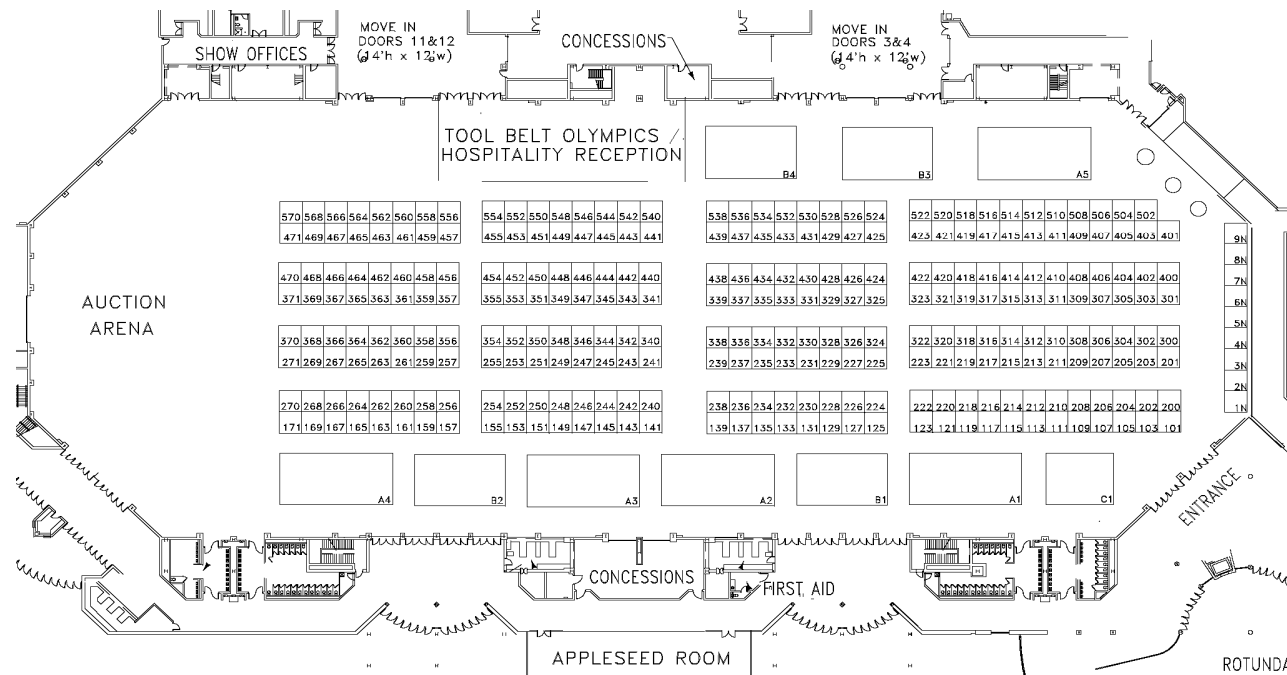 MOVE IN
DOORS 11&12
(14'h x 12'w)
SHOW OFFICES
CONCESSIONS
MOVE IN
DOORS 3&4
(14'h x 12'w)
TOOL BELT OLYMPICS /
HOSPITALITY RECEPTION
B4 B3 A5
570 568 566 564 562 560 558 556 554 552 550 548 546 544 542 540 538 536 534 532 530 528 526 524 522 520 518 516 514 512 510 508 506 504 502
471 469 467 465 463 461 459 457 455 453 451 449 447 445 443 441 439 437 435 433 431 429 427 425 423 421 419 417 415 413 411 409 407 405 403 401
9N
8N
470 468 466 464 462 460 458 456 454 452 450 448 446 444 442 440 438 436 434 432 430 428 426 424 422 420 418 416 414 412 410 408 406 404 402 400
7N
371 369 367 365 363 361 359 357 355 353 351 349 347 345 343 341 339 337 335 333 331 329 327 325 323 321 319 317 315 313 311 309 307 305 303 301
6N
AUCTION
ARENA
5N
370 368 366 364 362 360 358 356 354 352 350 348 346 344 342 340 338 336 334 332 330 328 326 324 322 320 318 316 314 312 310 308 306 304 302 300
4N
271 269 267 265 263 261 259 257 255 253 251 249 247 245 243 241 239 237 235 233 231 229 227 225 223 221 219 217 215 213 211 209 207 205 203 201
3N
2N
270 268 266 264 262 260 258 256 254 252 250 248 246 244 242 240 238 236 234 232 230 228 226 224 222 220 218 216 214 212 210 208 206 204 202 200
1N
171 169 167 165 163 161 159 157 155 153 151 149 147 145 143 141 139 137 135 133 131 129 127 125 123 121 119 117 115 113 111 109 107 105 103 101
A4 B2 A3 A2 B1 A1 C1
ENTRANCE
CONCESSIONS
FIRST AID
APPLESEED ROOM
ROTUNDA